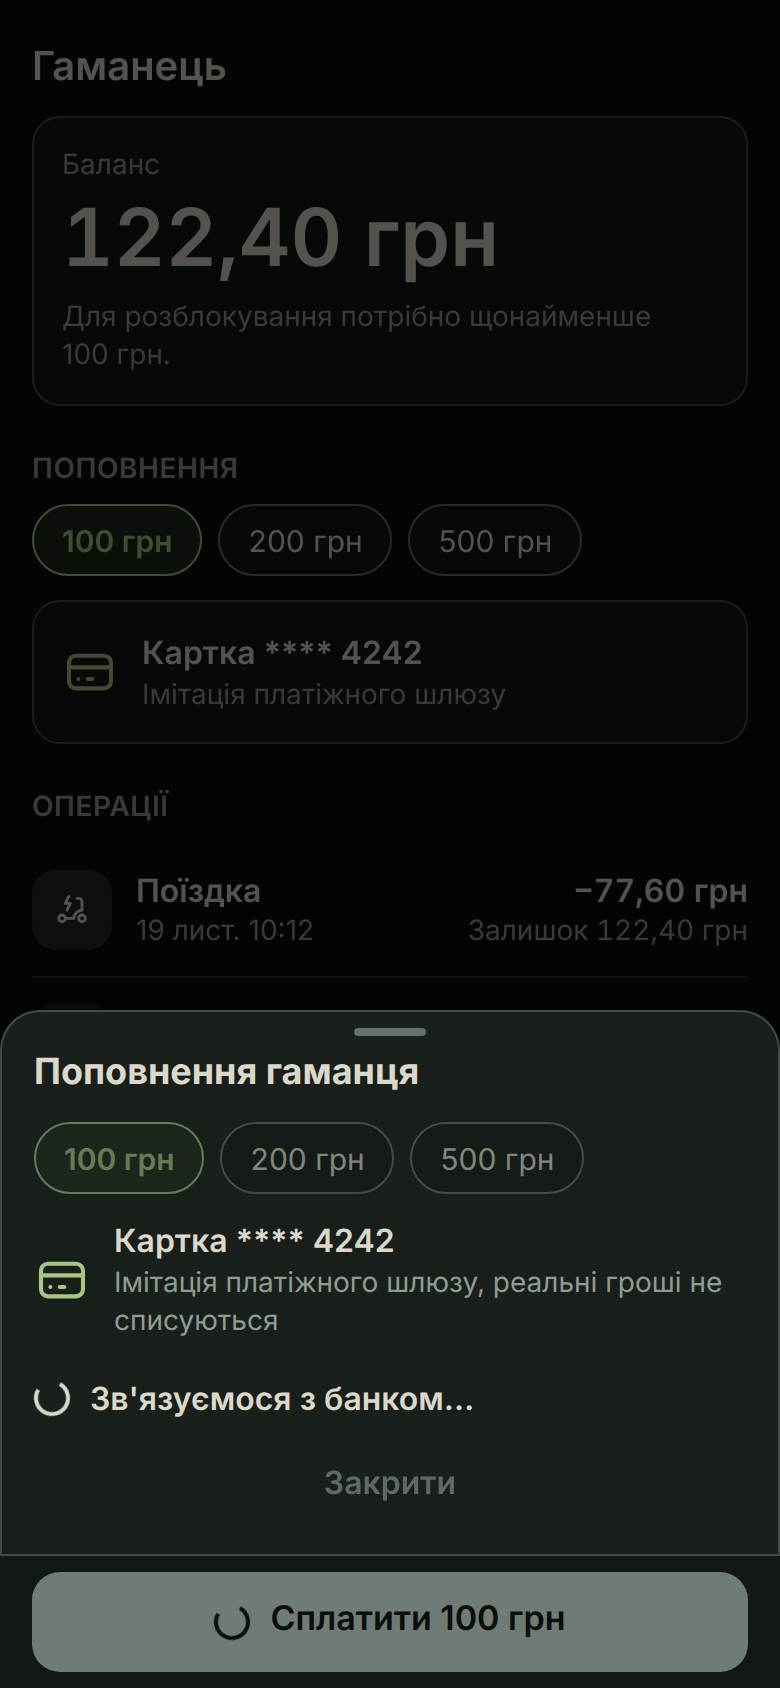 Гаманець
Баланс
122,40 грн
Для розблокування потрібно щонайменше
100 грн.
ПОПОВНЕННЯ
100 грн
200 грн
500 грн
Картка **** 4242
Імітація платіжного шлюзу
ОПЕРАЦІЇ
Поїздка
−77,60 грн
19 лист. 10:12
Залишок 122,40 грн
Поповнення гаманця
100 грн
200 грн
500 грн
Картка **** 4242
Імітація платіжного шлюзу, реальні гроші не
списуються
Зв'язуємося з банком...
Закрити
Сплатити 100 грн